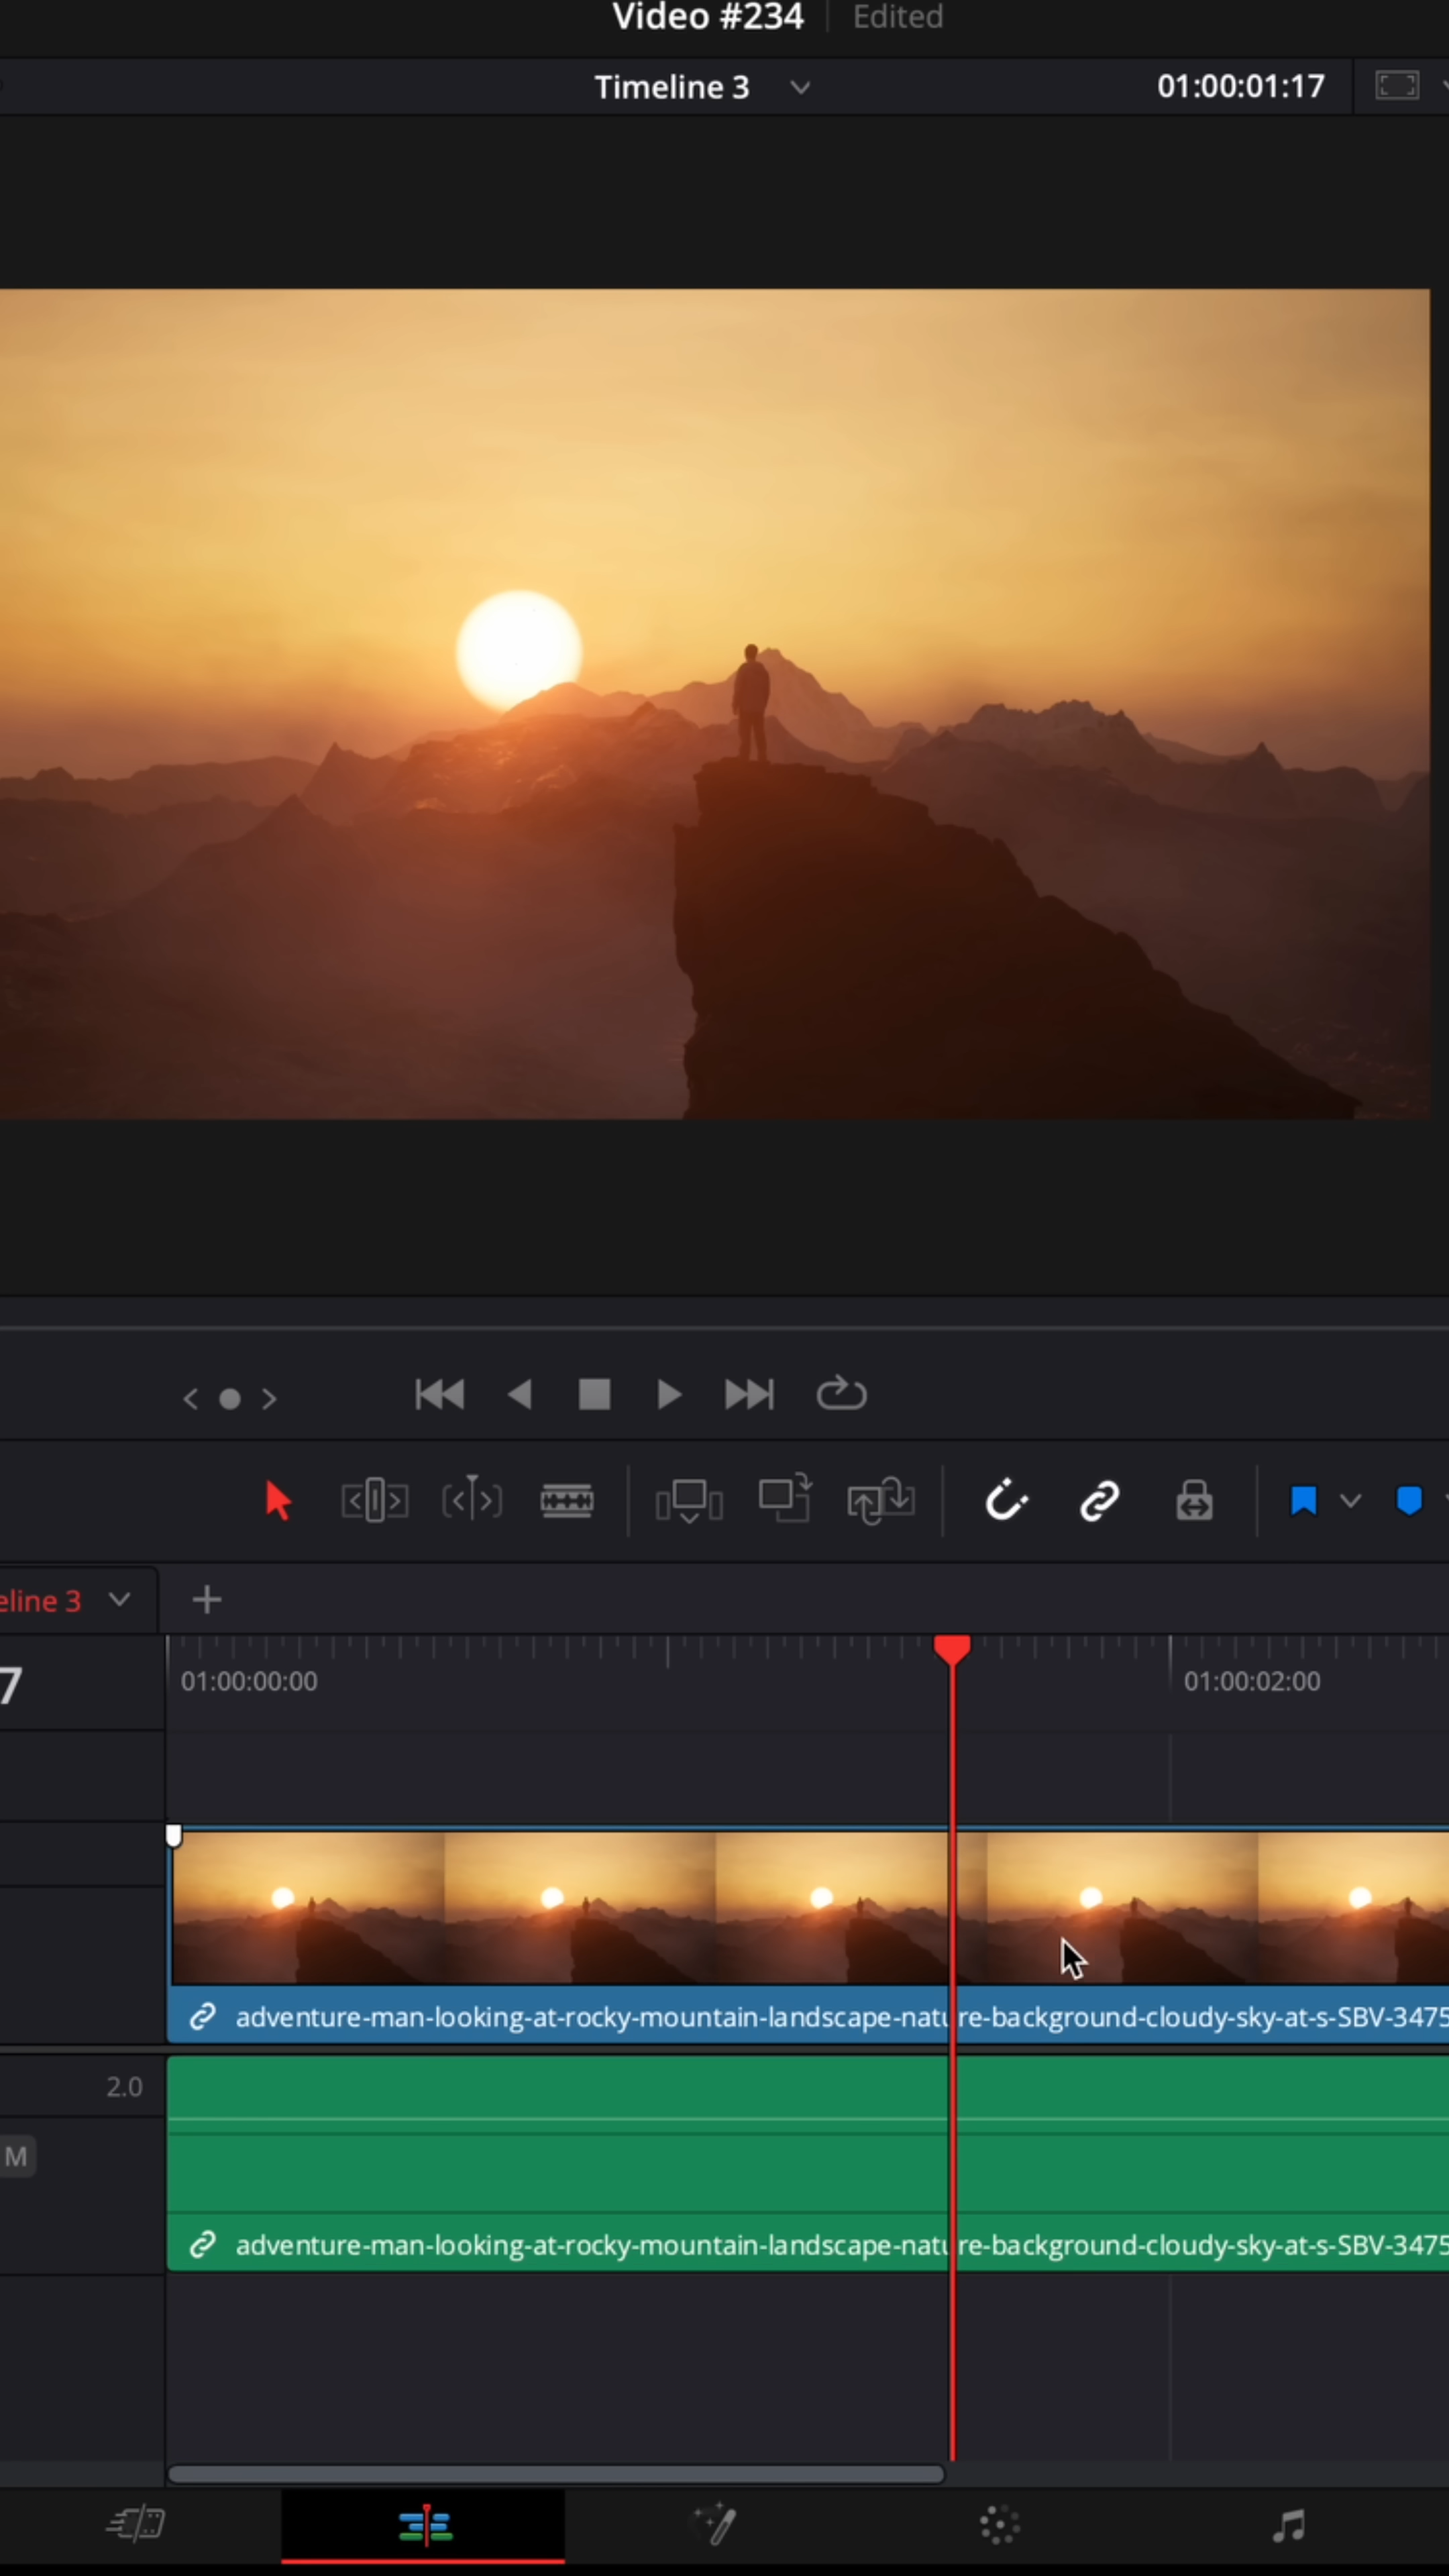 Video #234 Edited
Timeline 3 01:00:01:17
eline 3
7
01:00:00:00 01:00:02:00
adventure-man-looking-at-rocky-mountain-landscape-nature-background-cloudy-sky-at-s-SBV-3475
2.0
M
adventure-man-looking-at-rocky-mountain-landscape-nature-background-cloudy-sky-at-s-SBV-3475